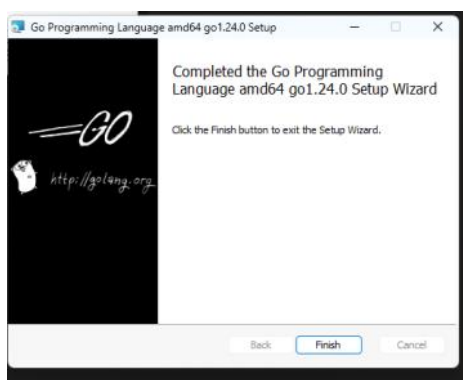 Go Programming Language amd64 go1.24.0 Setup
Completed the Go Programming
Language amd64 go1.24.0 Setup Wizard
Click the Finish button to exit the Setup Wizard.
GO
http://golang.org
Back
Finish
Cancel